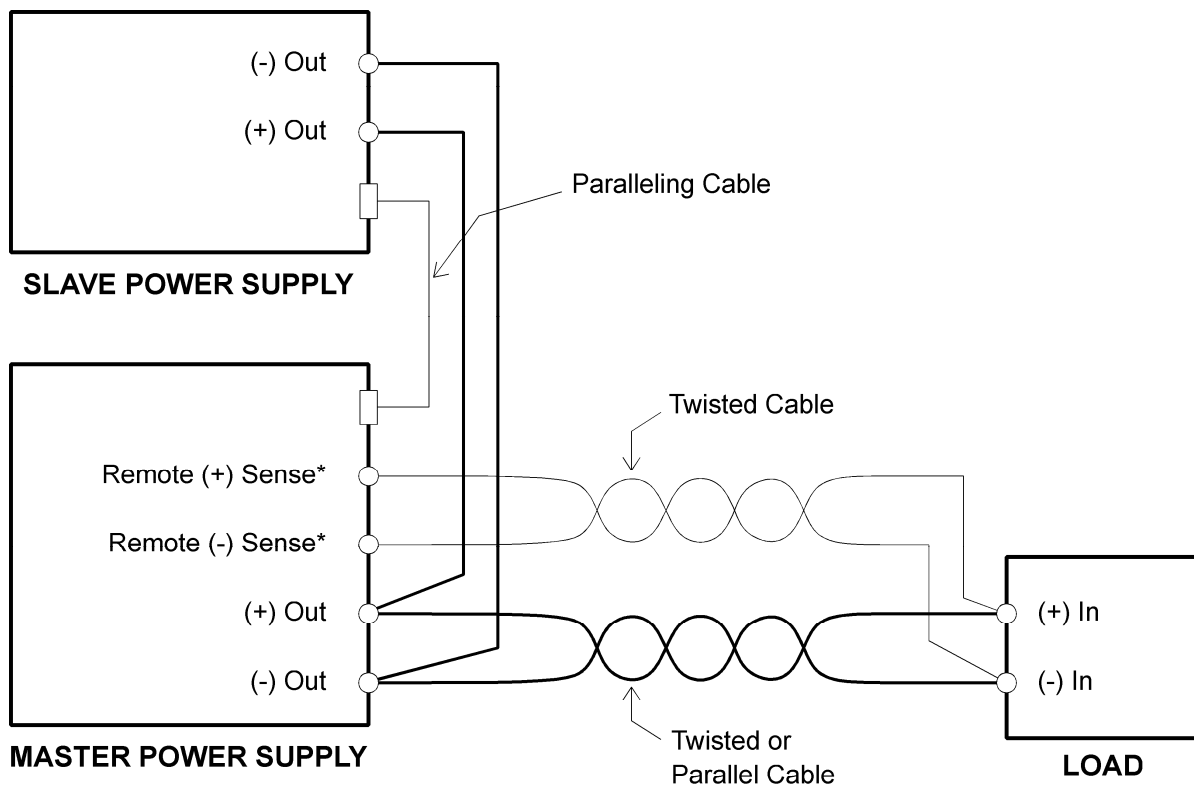 (-) Out
(+) Out
Paralleling Cable
SLAVE POWER SUPPLY
Twisted Cable
Remote (+) Sense*
Remote (-) Sense*
(+) Out
(+) In
(-) Out
(-) In
Twisted or
Parallel Cable
MASTER POWER SUPPLY
LOAD